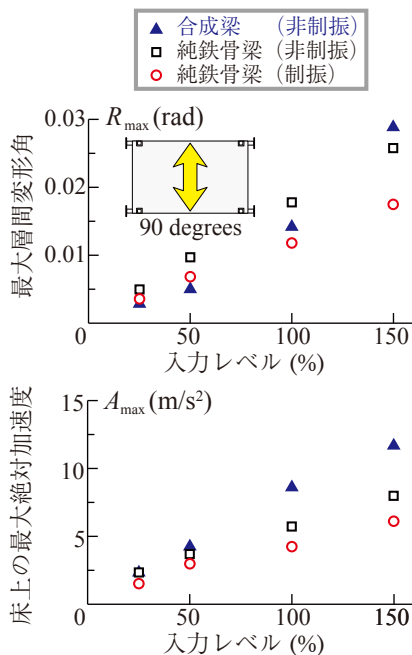 ▲ 合成梁 （非制振）
□ 純鉄骨梁（非制振）
○ 純鉄骨梁（制振）
最大層間変形角
Rmax (rad)
90 degrees
0.03
0.02
0.01
0
50
100
150
入力レベル (%)
床上の最大絶対加速度
Amax (m/s²)
15
10
5
0
50
100
150
入力レベル (%)